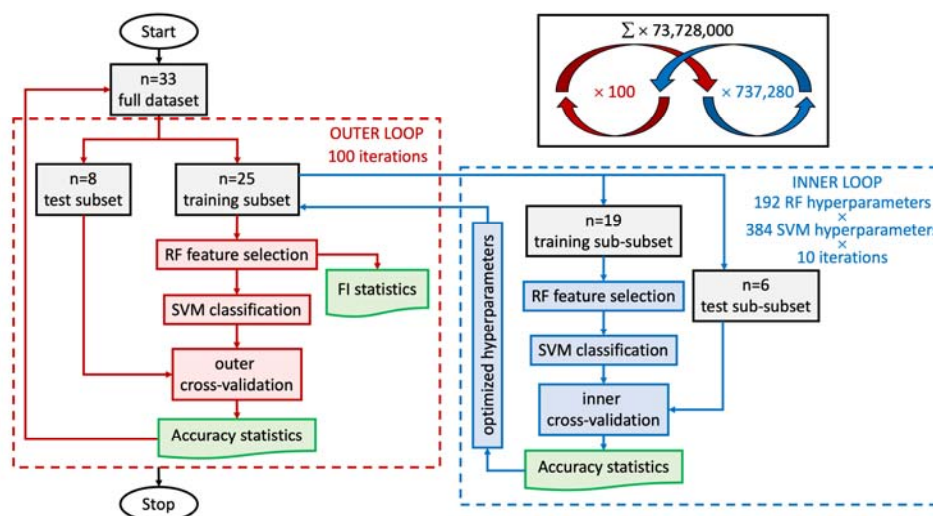 Start
n=33
full dataset
∑ × 73,728,000
× 100
× 737,280
OUTER LOOP
100 iterations
n=8
test subset
n=25
training subset
RF feature selection
FI statistics
SVM classification
outer
cross-validation
Accuracy statistics
Stop
INNER LOOP
192 RF hyperparameters
×
384 SVM hyperparameters
×
10 iterations
n=19
training sub-subset
n=6
test sub-subset
RF feature selection
SVM classification
inner
cross-validation
Accuracy statistics
optimized hyperparameters